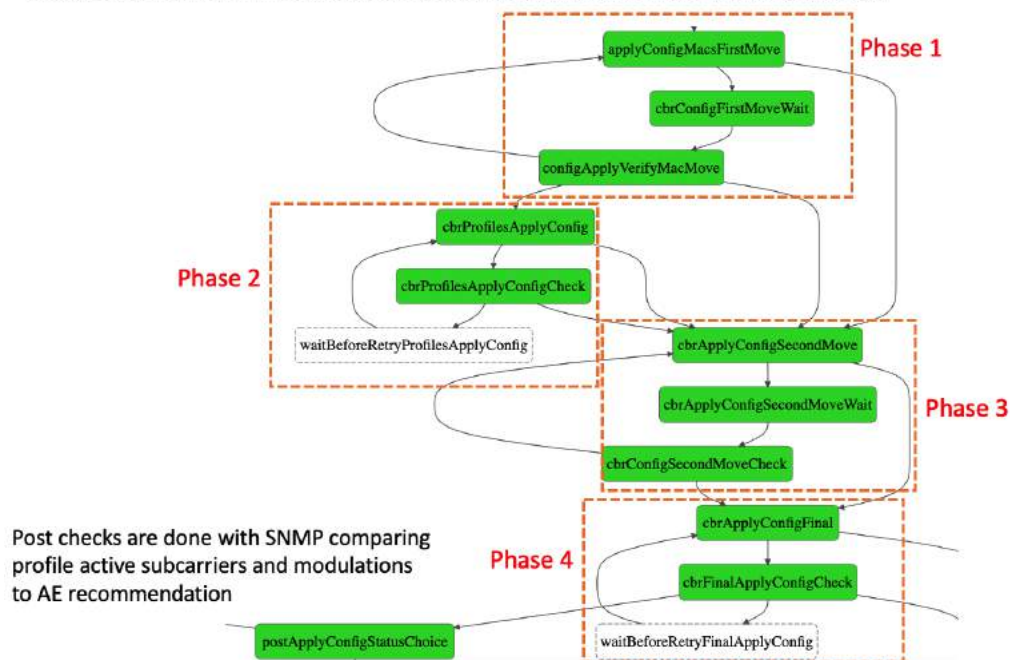 applyConfigMacsFirstMove
Phase 1
cbrConfigFirstMoveWait
configApplyVerifyMacMove
cbrProfilesApplyConfig
Phase 2
cbrProfilesApplyConfigCheck
waitBeforeRetryProfilesApplyConfig
cbrApplyConfigSecondMove
cbrApplyConfigSecondMoveWait
Phase 3
cbrConfigSecondMoveCheck
cbrApplyConfigFinal
Post checks are done with SNMP comparing
profile active subcarriers and modulations
to AE recommendation
Phase 4
cbrFinalApplyConfigCheck
postApplyConfigStatusChoice
waitBeforeRetryFinalApplyConfig